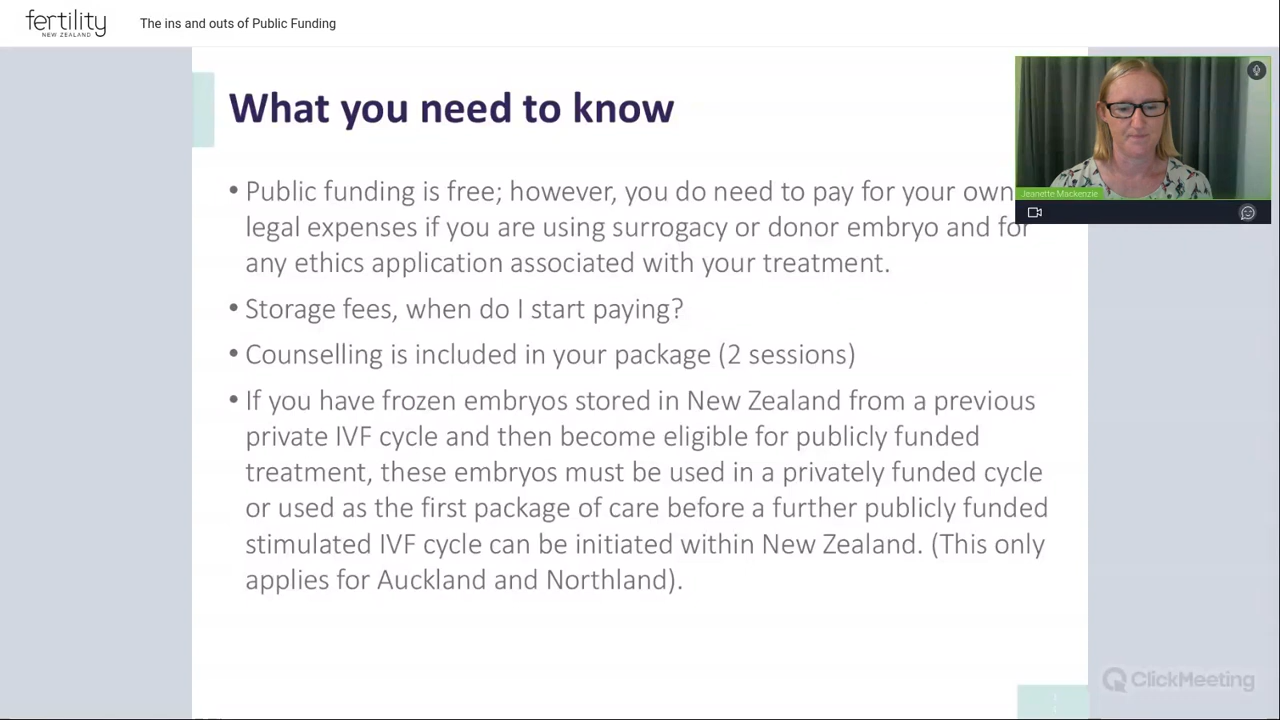 fertility
NEW ZEALAND
The ins and outs of Public Funding
What you need to know
• Public funding is free; however, you do need to pay for your own
legal expenses if you are using surrogacy or donor embryo and for
any ethics application associated with your treatment.
• Storage fees, when do I start paying?
• Counselling is included in your package (2 sessions)
• If you have frozen embryos stored in New Zealand from a previous
private IVF cycle and then become eligible for publicly funded
treatment, these embryos must be used in a privately funded cycle
or used as the first package of care before a further publicly funded
stimulated IVF cycle can be initiated within New Zealand. (This only
applies for Auckland and Northland).
Jeanette Mackenzie
ClickMeeting